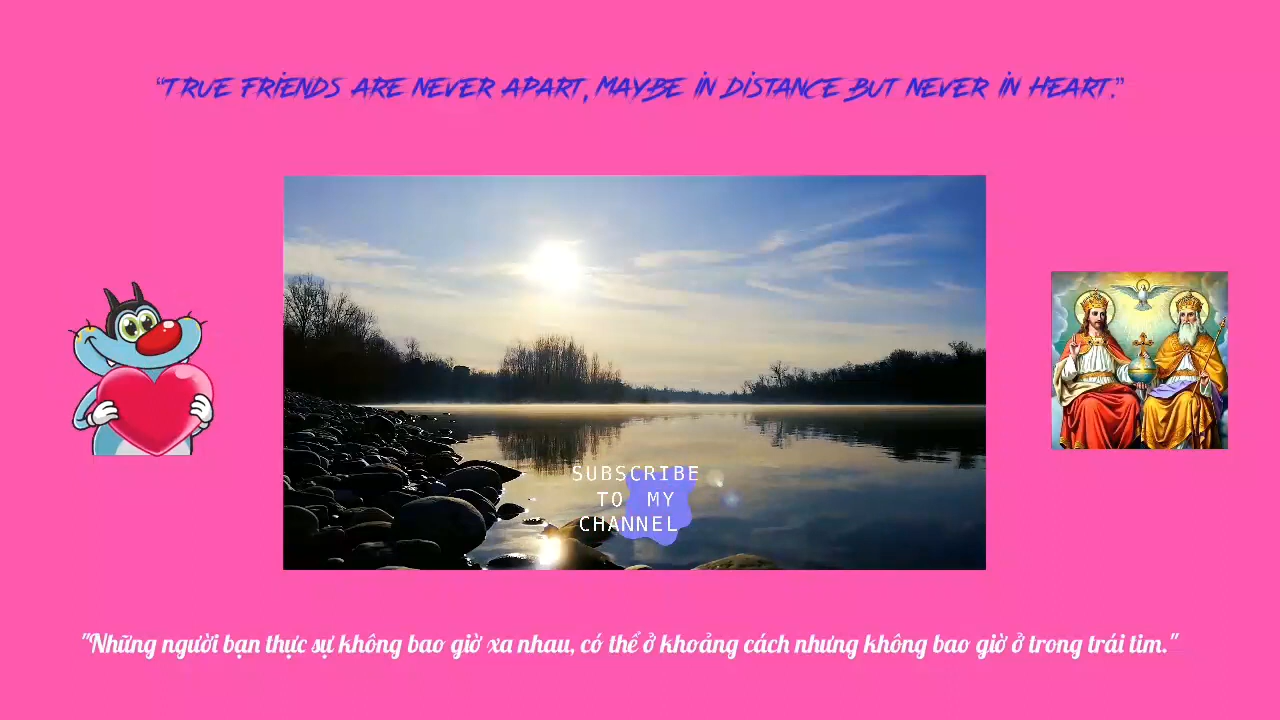 “TRUE FRIENDS ARE NEVER APART, MAYBE IN DISTANCE BUT NEVER IN HEART.”
SUBSCRIBE
TO MY
CHANNEL
"Những người bạn thực sự không bao giờ xa nhau, có thể ở khoảng cách nhưng không bao giờ ở trong trái tim."